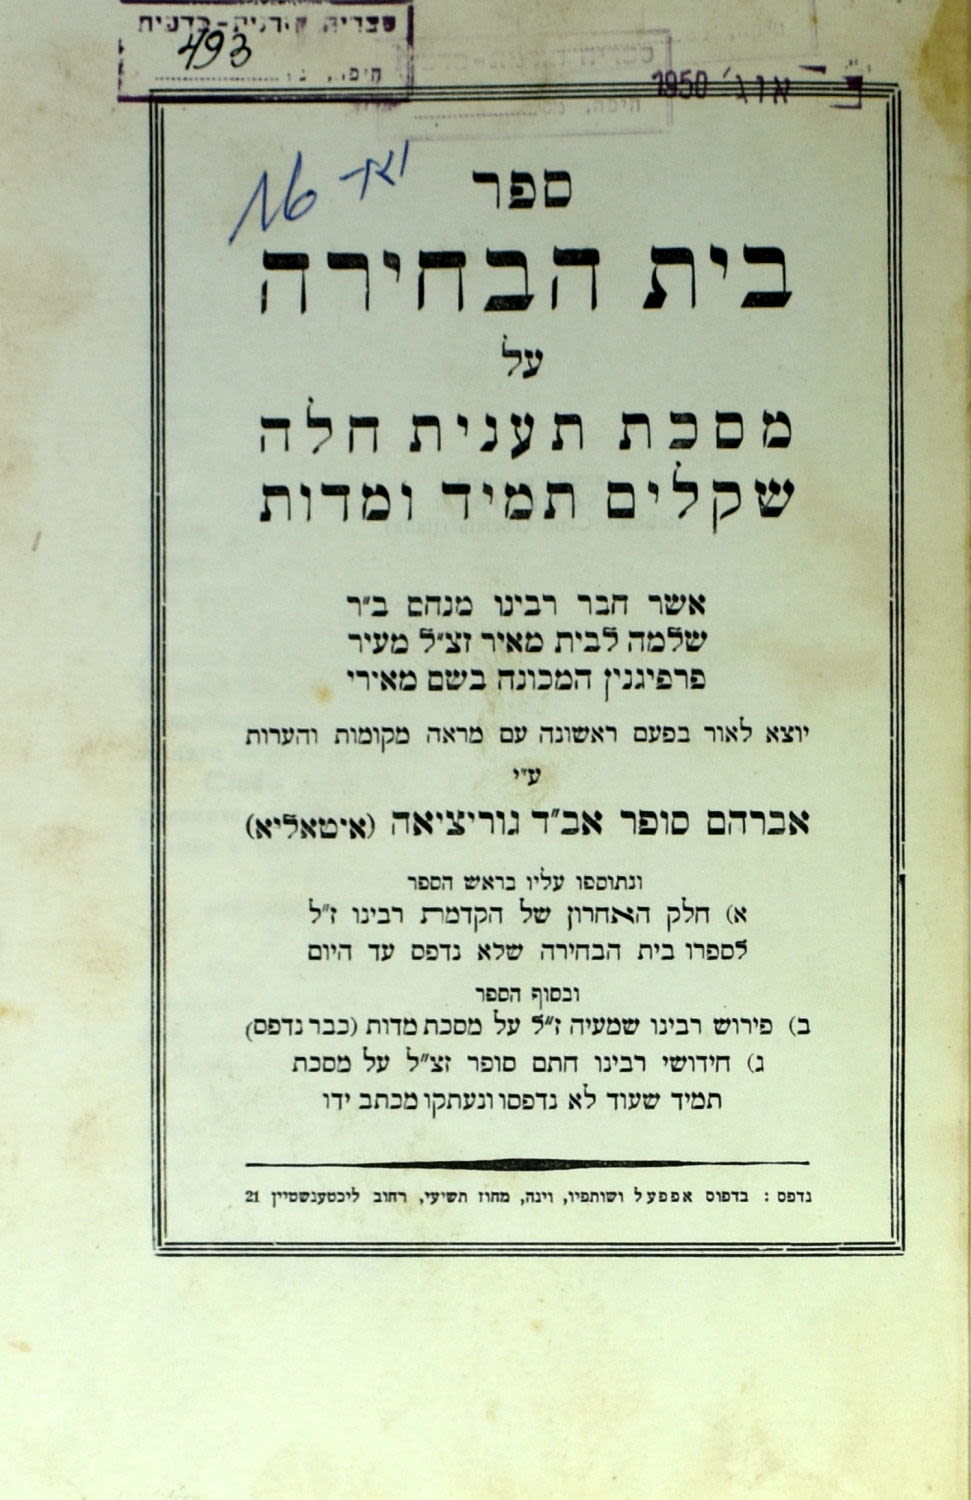 ספריה תורנית-
493
חיפה,
1950 אוג׳
ספר
בית הבחירה
על
מסכת תענית חלה
שקלים תמיד ומדות
אשר חבר רבינו מנחם ב״ר
שלמה לבית מאיר זצ״ל מעיר
פרפיגנין המכונה בשם מאירי
יוצא לאור בפעם ראשונה עם מראה מקומות והערות
ע״י
אברהם סופר אב״ד גוריציאה (איטאליא)
ונתוספו עליו בראש הספר
א) חלק האחרון של הקדמת רבינו ז״ל
לספרו בית הבחירה שלא נדפס עד היום
ובסוף הספר
ב) פירוש רבינו שמעיה ז״ל על מסכת מדות (כבר נדפס)
ג) חידושי רבינו חתם סופר זצ״ל על מסכת
תמיד שעוד לא נדפסו ונעתקו מכתב ידו
נדפס : בדפוס אפפעל ושותפיו, וינה, מחוז תשיעי, רחוב ליכטענשטיין 21